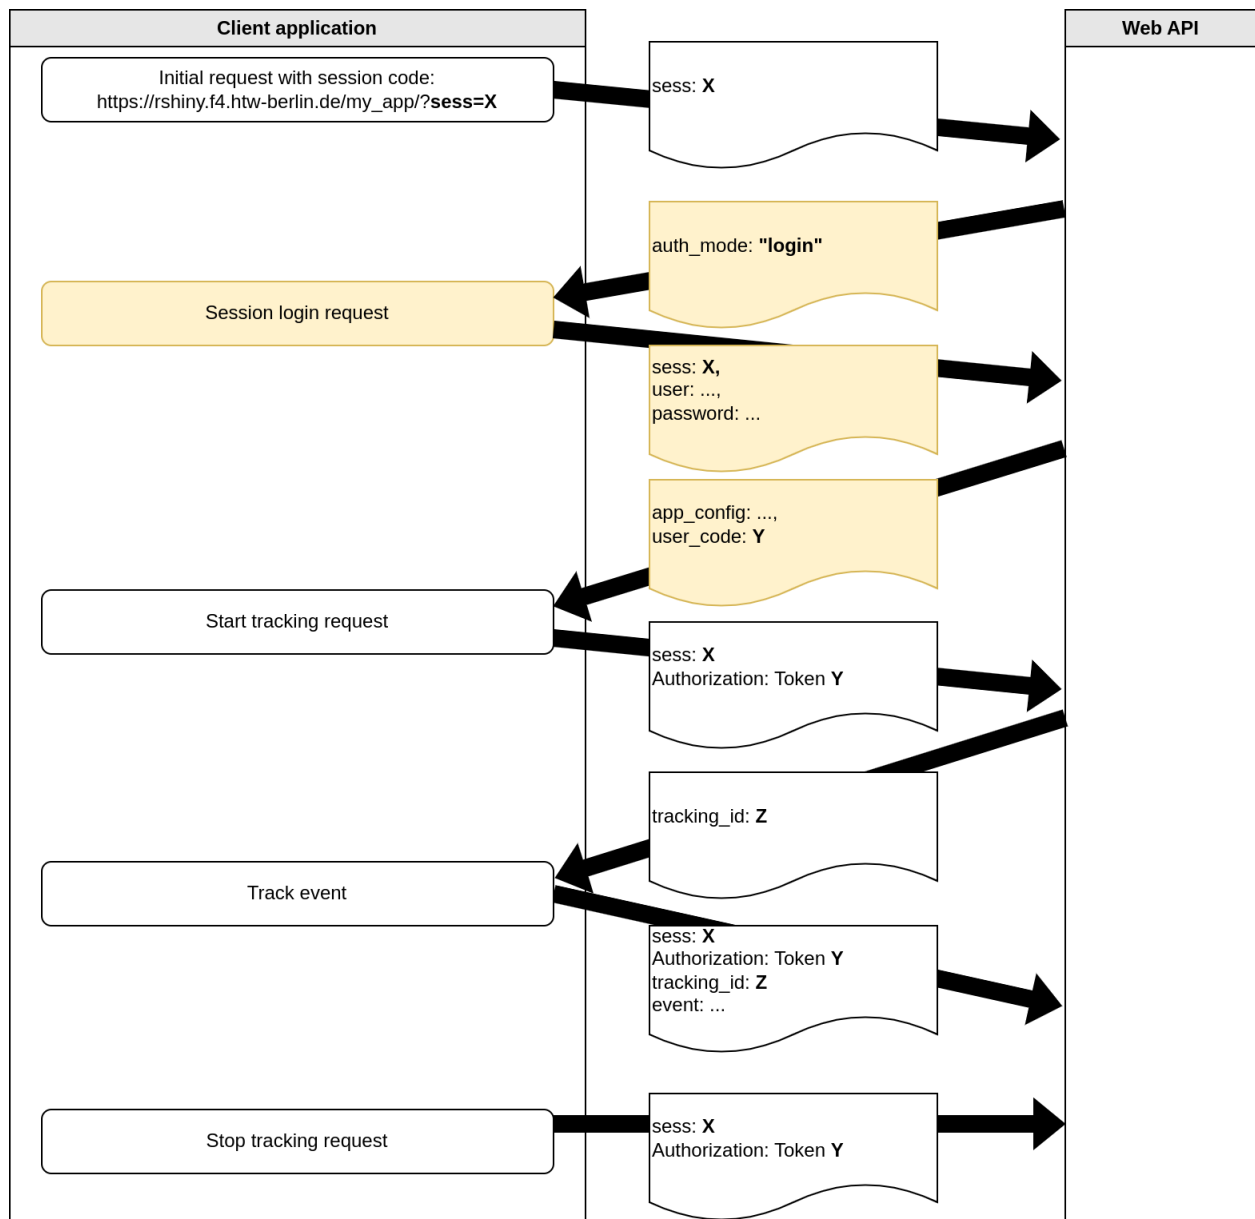 Client application
Web API
Initial request with session code:
https://rshiny.f4.htw-berlin.de/my_app/?sess=X
sess: X
auth_mode: "login"
Session login request
sess: X,
user: ...,
password: ...
app_config: ...,
user_code: Y
Start tracking request
sess: X
Authorization: Token Y
tracking_id: Z
Track event
sess: X
Authorization: Token Y
tracking_id: Z
event: ...
Stop tracking request
sess: X
Authorization: Token Y